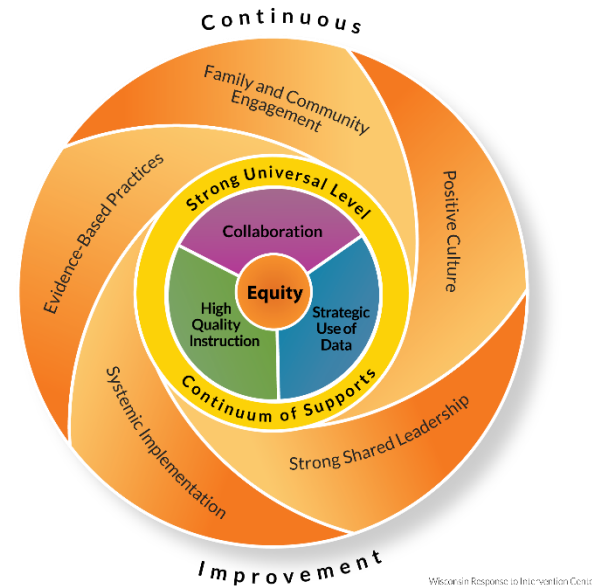 Continuous
Family and Community
Engagement
Positive Culture
Evidence-Based Practices
Strong Universal Level
Collaboration
Equity
High
Quality
Instruction
Strategic
Use of
Data
Continuum of Supports
Systemic Implementation
Strong Shared Leadership
Improvement
Wisconsin Response to Intervention